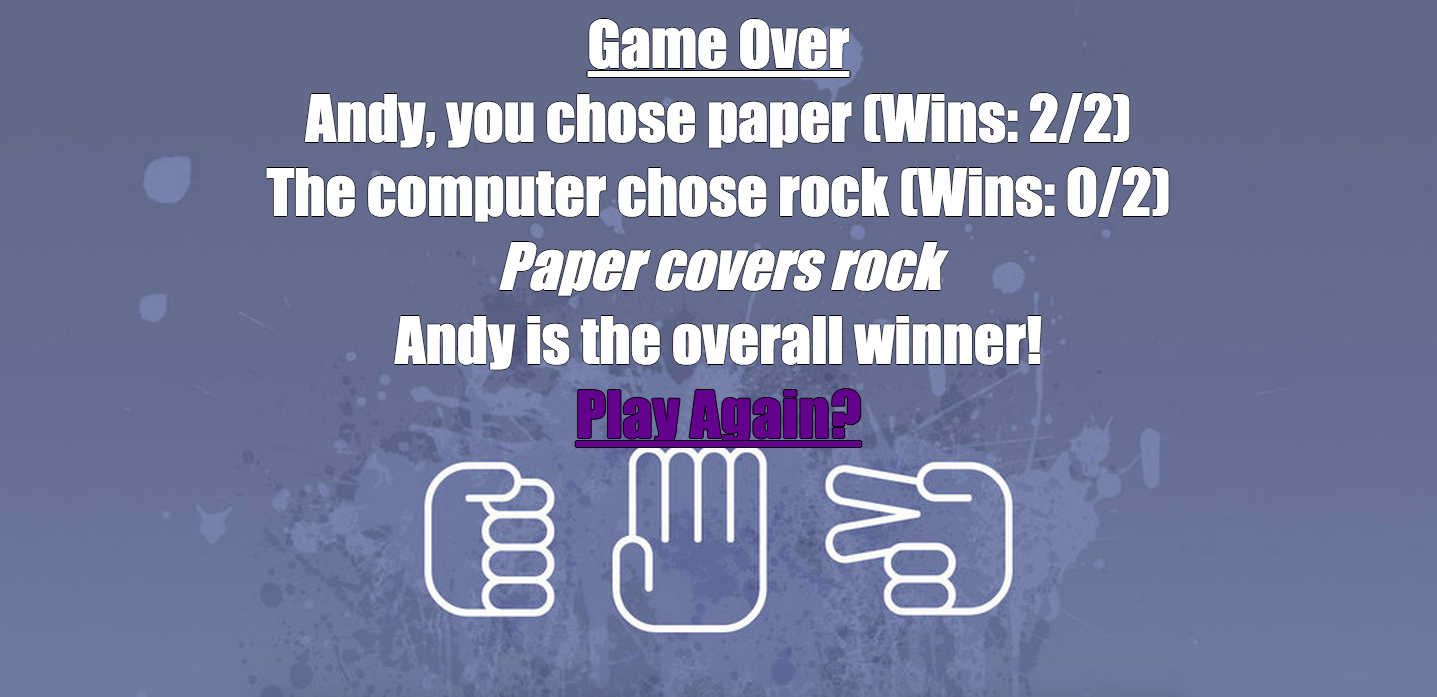 Game Over
Andy, you chose paper (Wins: 2/2)
The computer chose rock (Wins: 0/2)
Paper covers rock
Andy is the overall winner!
Play Again?